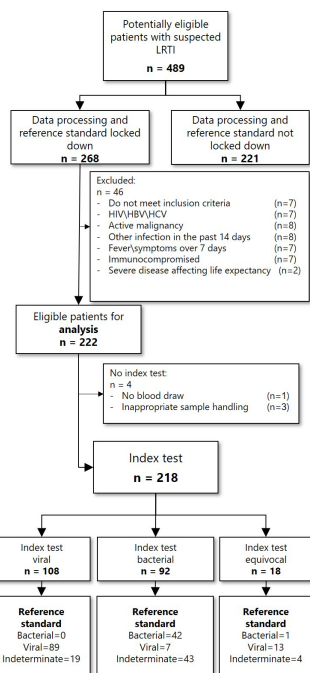 Potentially eligible
patients with suspected
LRTI
n = 489
Data processing and
reference standard locked
down
n = 268
Data processing and
reference standard not
locked down
n = 221
Excluded:
n = 46
- Do not meet inclusion criteria (n=7)
- HIV\HBV\HCV (n=7)
- Active malignancy (n=8)
- Other infection in the past 14 days (n=8)
- Fever\symptoms over 7 days (n=7)
- Immunocompromised (n=7)
- Severe disease affecting life expectancy (n=2)
Eligible patients for
analysis
n = 222
No index test:
n = 4
- No blood draw (n=1)
- Inappropriate sample handling (n=3)
Index test
n = 218
Index test
viral
n = 108
Index test
bacterial
n = 92
Index test
equivocal
n = 18
Reference
standard
Bacterial=0
Viral=89
Indeterminate=19
Reference
standard
Bacterial=42
Viral=7
Indeterminate=43
Reference
standard
Bacterial=1
Viral=13
Indeterminate=4